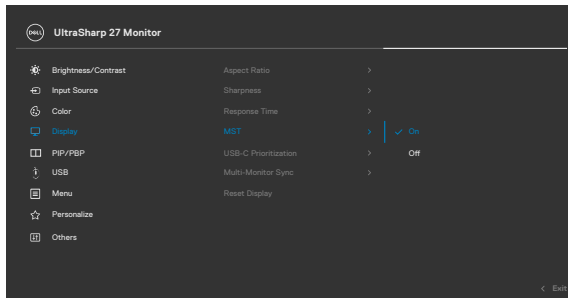 DELL UltraSharp 27 Monitor
Brightness/Contrast Aspect Ratio
Input Source Sharpness
Color Response Time
Display MST On
PIP/PBP USB-C Prioritization Off
USB Multi-Monitor Sync
Menu Reset Display
Personalize
Others
Exit